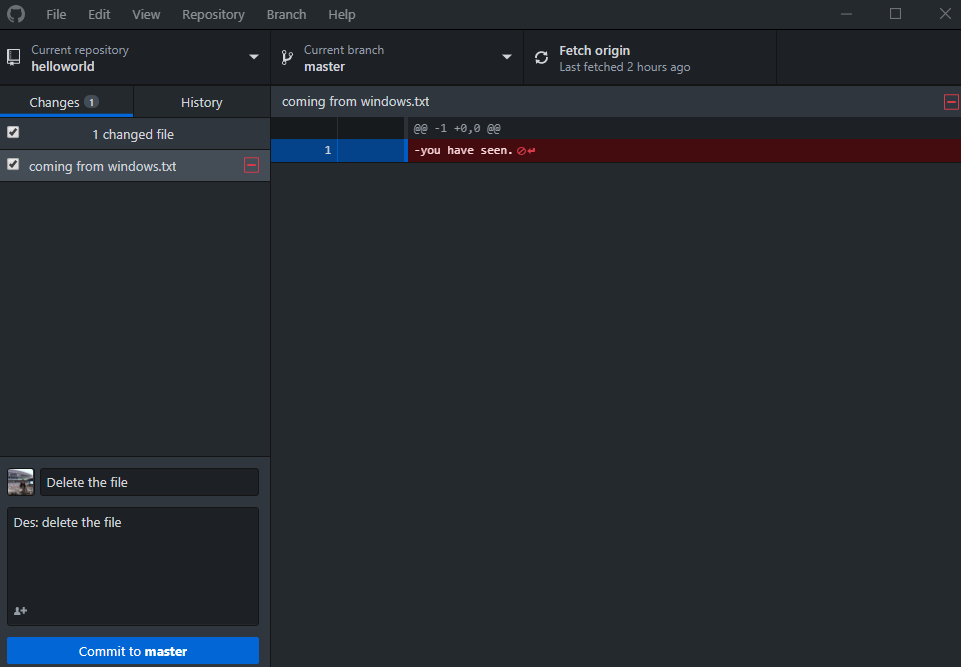 File Edit View Repository Branch Help
Current repository
helloworld
Current branch
master
Fetch origin
Last fetched 2 hours ago
Changes 1
History
coming from windows.txt
1 changed file
@@ -1 +0,0 @@
coming from windows.txt
1 -you have seen.
Delete the file
Des: delete the file
Commit to master